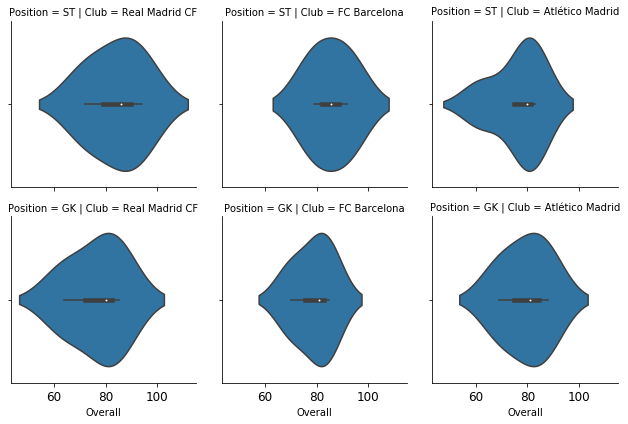 Position = ST | Club = Real Madrid CF
Position = ST | Club = FC Barcelona
Position = ST | Club = Atlético Madrid
Position = GK | Club = Real Madrid CF
Position = GK | Club = FC Barcelona
Position = GK | Club = Atlético Madrid
60 80 100
60 80 100
60 80 100
Overall
Overall
Overall